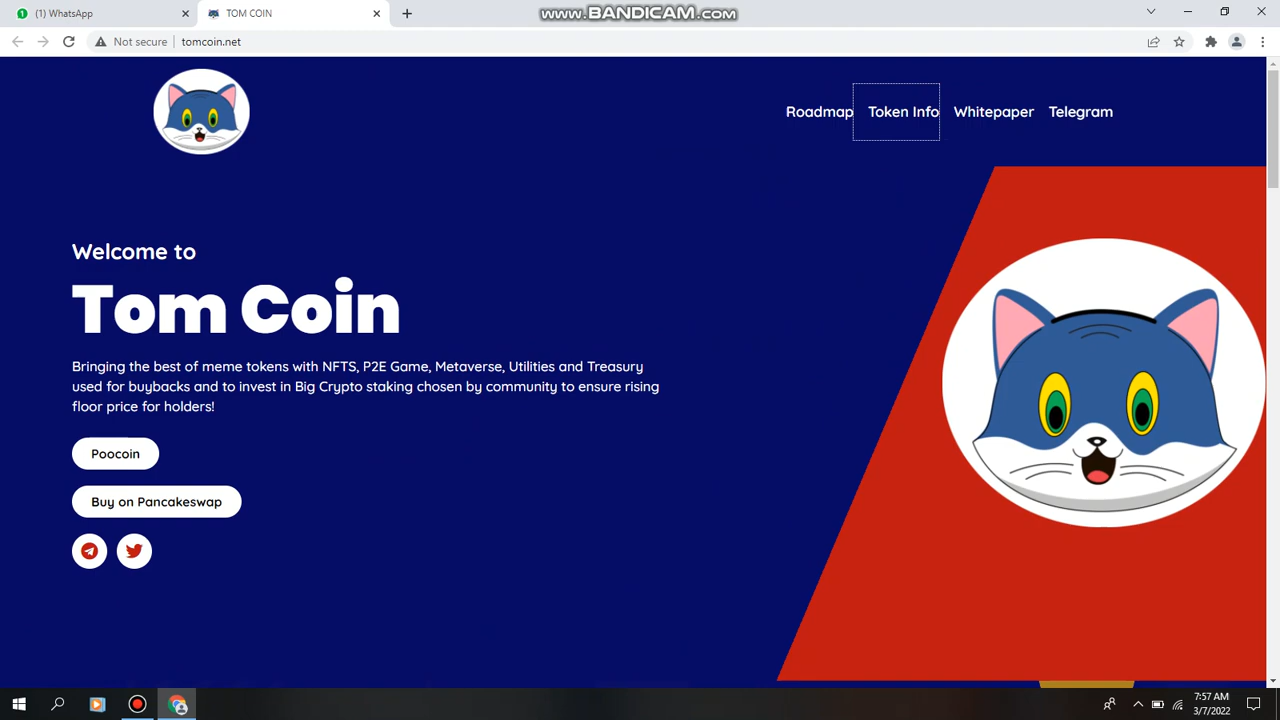 (1) WhatsApp
TOM COIN
www.BANDICAM.com
Not secure
tomcoin.net
Roadmap
Token Info
Whitepaper
Telegram
Welcome to
Tom Coin
Bringing the best of meme tokens with NFTS, P2E Game, Metaverse, Utilities and Treasury
used for buybacks and to invest in Big Crypto staking chosen by community to ensure rising
floor price for holders!
Poocoin
Buy on Pancakeswap
7:57 AM
3/7/2022